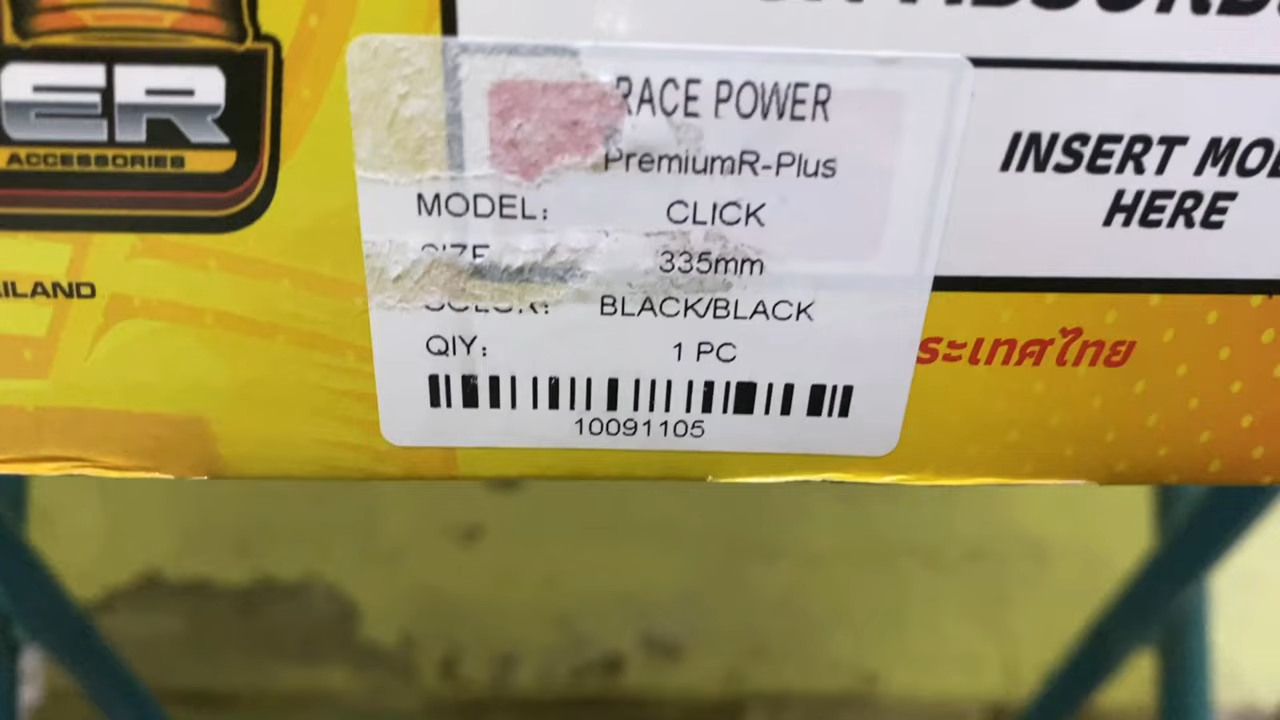 ER
ACCESSORIES
ILAND
RACE POWER
PremiumR-Plus
MODEL: CLICK
SIZE 335mm
COLOR: BLACK/BLACK
QIY: 1 PC
10091105
INSERT MO
HERE
ระเทศไทย